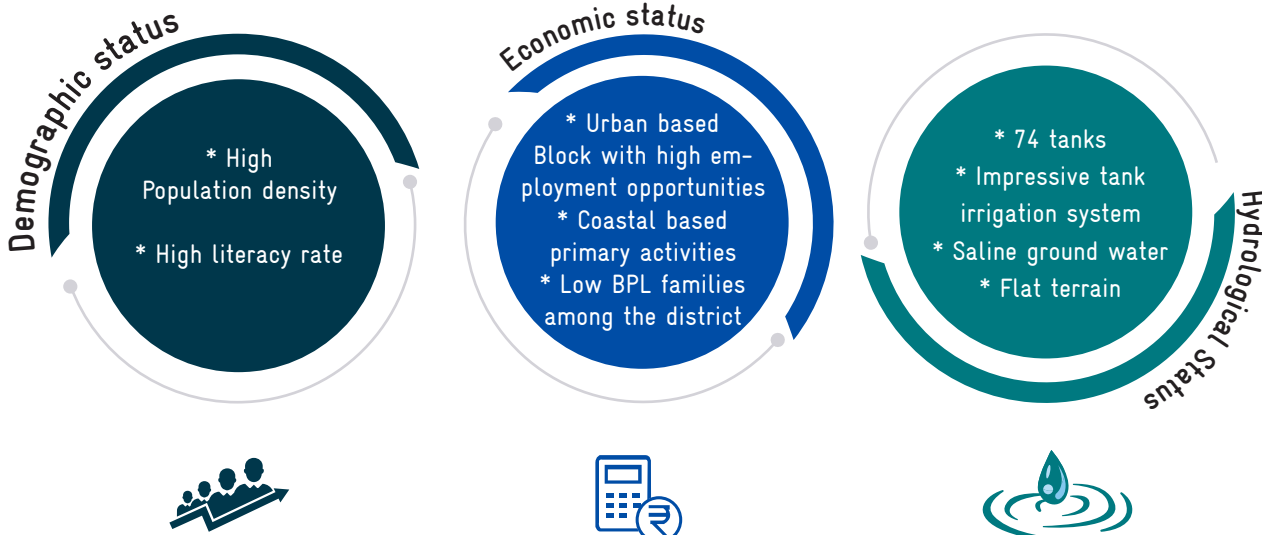 Demographic status
* High
Population density
* High literacy rate
Economic status
* Urban based
Block with high em-
ployment opportunities
* Coastal based
primary activities
* Low BPL families
among the district
* 74 tanks
* Impressive tank
irrigation system
* Saline ground water
* Flat terrain
Hydrological Status
₹